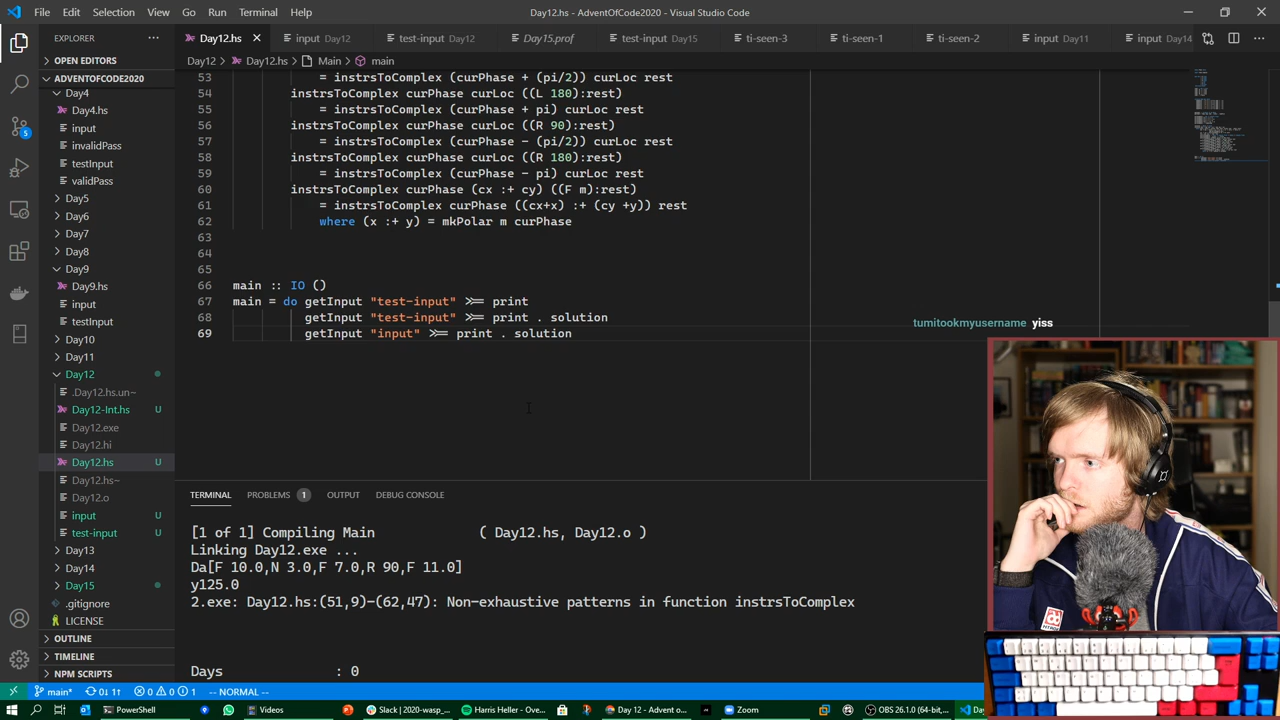 File Edit Selection View Go Run Terminal Help
Day12.hs - AdventOfCode2020 - Visual Studio Code
EXPLORER
Day12.hs input Day12 test-input Day12 Day15.prof test-input Day15 ti-seen-3 ti-seen-1 ti-seen-2 input Day11 input Day14
Day12 > Day12.hs > Main > main
OPEN EDITORS
ADVENTOFCODE2020
Day4
Day4.hs
input
invalidPass
testInput
validPass
Day5
Day6
Day7
Day8
Day9
Day9.hs
input
testInput
Day10
Day11
Day12
.Day12.hs.un~
Day12-Int.hs U
Day12.exe
Day12.hi
Day12.hs U
Day12.hs~
Day12.o
input U
test-input U
Day13
Day14
Day15
.gitignore
LICENSE
OUTLINE
TIMELINE
NPM SCRIPTS
5
53 = instrsToComplex (curPhase + (pi/2)) curLoc rest
54 instrsToComplex curPhase curLoc ((L 180):rest)
55 = instrsToComplex (curPhase + pi) curLoc rest
56 instrsToComplex curPhase curLoc ((R 90):rest)
57 = instrsToComplex (curPhase - (pi/2)) curLoc rest
58 instrsToComplex curPhase curLoc ((R 180):rest)
59 = instrsToComplex (curPhase - pi) curLoc rest
60 instrsToComplex curPhase (cx :+ cy) ((F m):rest)
61 = instrsToComplex curPhase ((cx+x) :+ (cy +y)) rest
62 where (x :+ y) = mkPolar m curPhase
63
64
65
66 main :: IO ()
67 main = do getInput "test-input" >>= print
68 getInput "test-input" >>= print . solution
69 getInput "input" >>= print . solution
tumitookmyusername yiss
TERMINAL PROBLEMS 1 OUTPUT DEBUG CONSOLE
[1 of 1] Compiling Main ( Day12.hs, Day12.o )
Linking Day12.exe ...
Da[F 10.0,N 3.0,F 7.0,R 90,F 11.0]
y125.0
2.exe: Day12.hs:(51,9)-(62,47): Non-exhaustive patterns in function instrsToComplex
Days : 0
main* 0↓ 1↑ 0 0 1 -- NORMAL --
PowerShell Videos Slack | 2020-wasp_... Harris Heller - Ove... Day 12 - Advent o... Zoom OBS 26.1.0 (64-bit,...